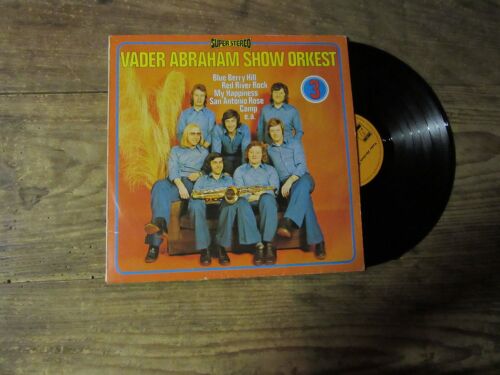 SUPER STEREO
VADER ABRAHAM SHOW ORKEST
Blue Berry Hill
Red River Rock
My Happiness
San Antonio Rose
Camp
e.a.
3